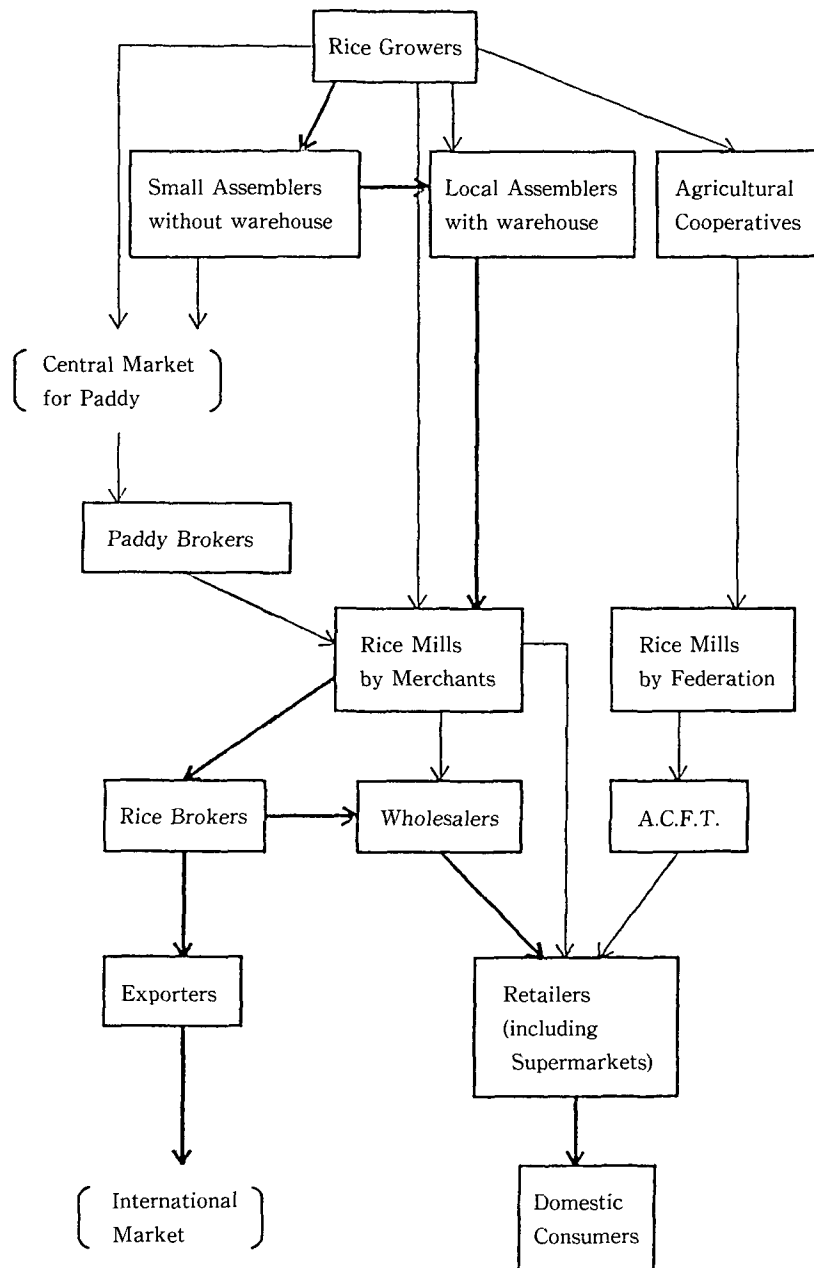 Rice Growers
Small Assemblers
without warehouse
Local Assemblers
with warehouse
Agricultural
Cooperatives
Central Market
for Paddy
Paddy Brokers
Rice Mills
by Merchants
Rice Mills
by Federation
Rice Brokers
Wholesalers
A.C.F.T.
Exporters
Retailers
(including
Supermarkets)
International
Market
Domestic
Consumers